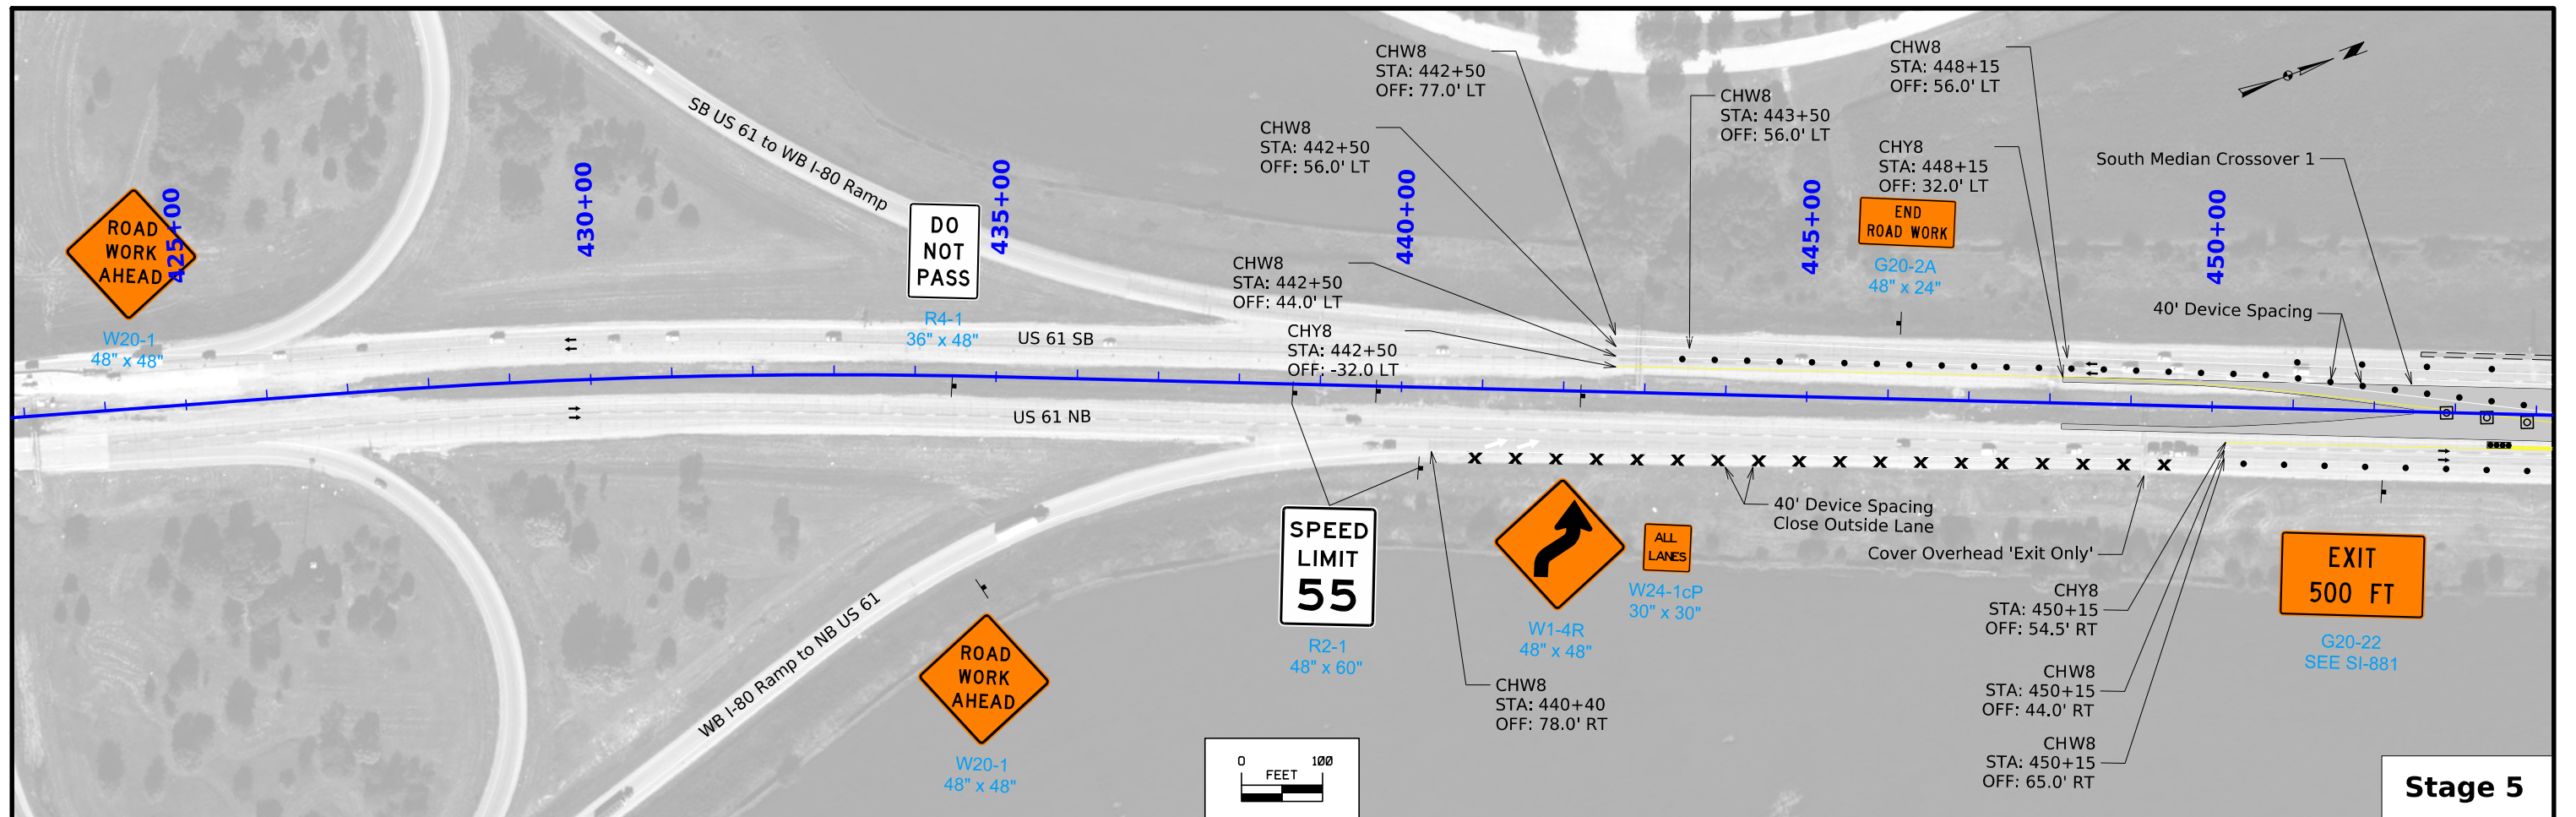 CHW8
STA: 442+50
OFF: 77.0' LT
CHW8
STA: 442+50
OFF: 56.0' LT
CHW8
STA: 443+50
OFF: 56.0' LT
CHW8
STA: 448+15
OFF: 56.0' LT
CHY8
STA: 448+15
OFF: 32.0' LT
South Median Crossover 1
SB US 61 to WB I-80 Ramp
ROAD
WORK
AHEAD
425+00
W20-1
48" x 48"
430+00
DO
NOT
PASS
R4-1
36" x 48"
435+00
440+00
445+00
END
ROAD WORK
G20-2A
48" x 24"
450+00
40' Device Spacing
CHW8
STA: 442+50
OFF: 44.0' LT
CHY8
STA: 442+50
OFF: -32.0 LT
US 61 SB
US 61 NB
WB I-80 Ramp to NB US 61
ROAD
WORK
AHEAD
W20-1
48" x 48"
SPEED
LIMIT
55
R2-1
48" x 60"
W1-4R
48" x 48"
ALL
LANES
W24-1cP
30" x 30"
40' Device Spacing
Close Outside Lane
Cover Overhead 'Exit Only'
CHW8
STA: 440+40
OFF: 78.0' RT
CHY8
STA: 450+15
OFF: 54.5' RT
CHW8
STA: 450+15
OFF: 44.0' RT
CHW8
STA: 450+15
OFF: 65.0' RT
EXIT
500 FT
G20-22
SEE SI-881
0 100
FEET
Stage 5